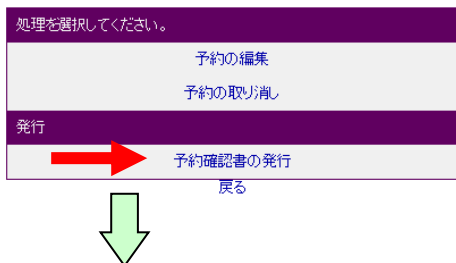 処理を選択してください。
予約の編集
予約の取り消し
発行
予約確認書の発行
戻る